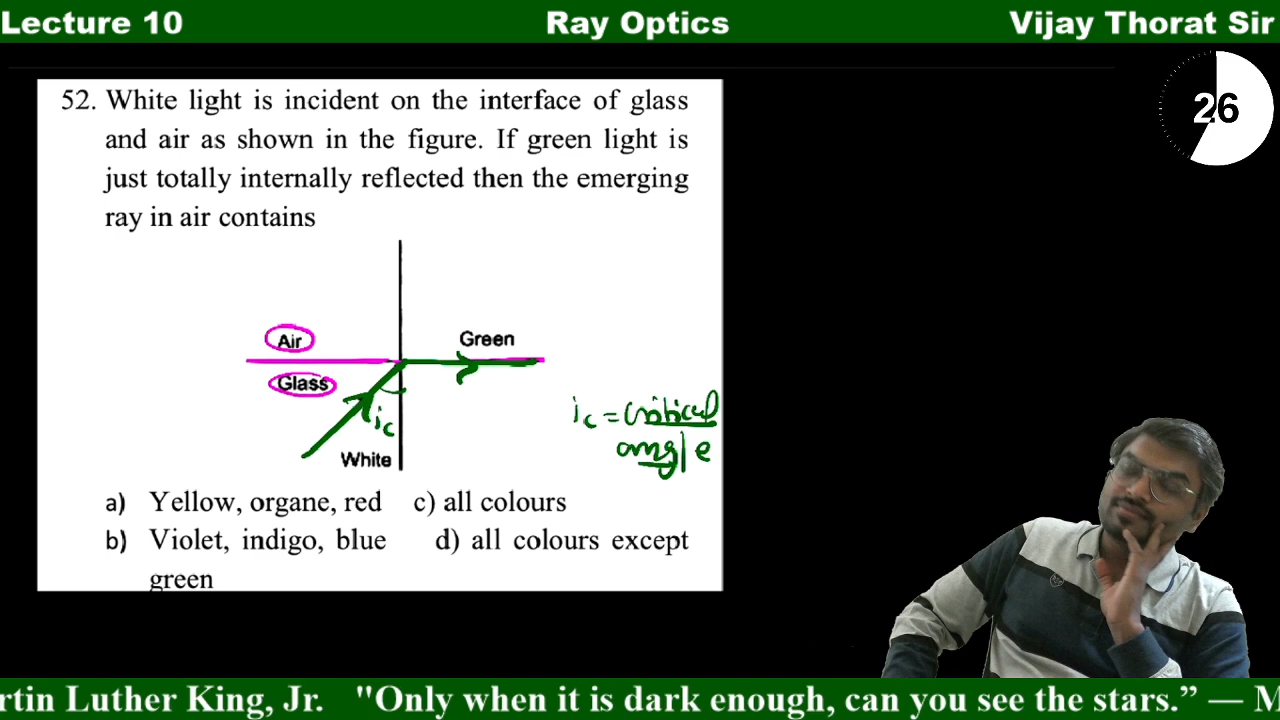 Lecture 10 Ray Optics Vijay Thorat Sir
26
52. White light is incident on the interface of glass
and air as shown in the figure. If green light is
just totally internally reflected then the emerging
ray in air contains
Air
Green
Glass
ic
White
ic = critical
angle
a) Yellow, organe, red c) all colours
b) Violet, indigo, blue d) all colours except
green
rtin Luther King, Jr. "Only when it is dark enough, can you see the stars.” — M